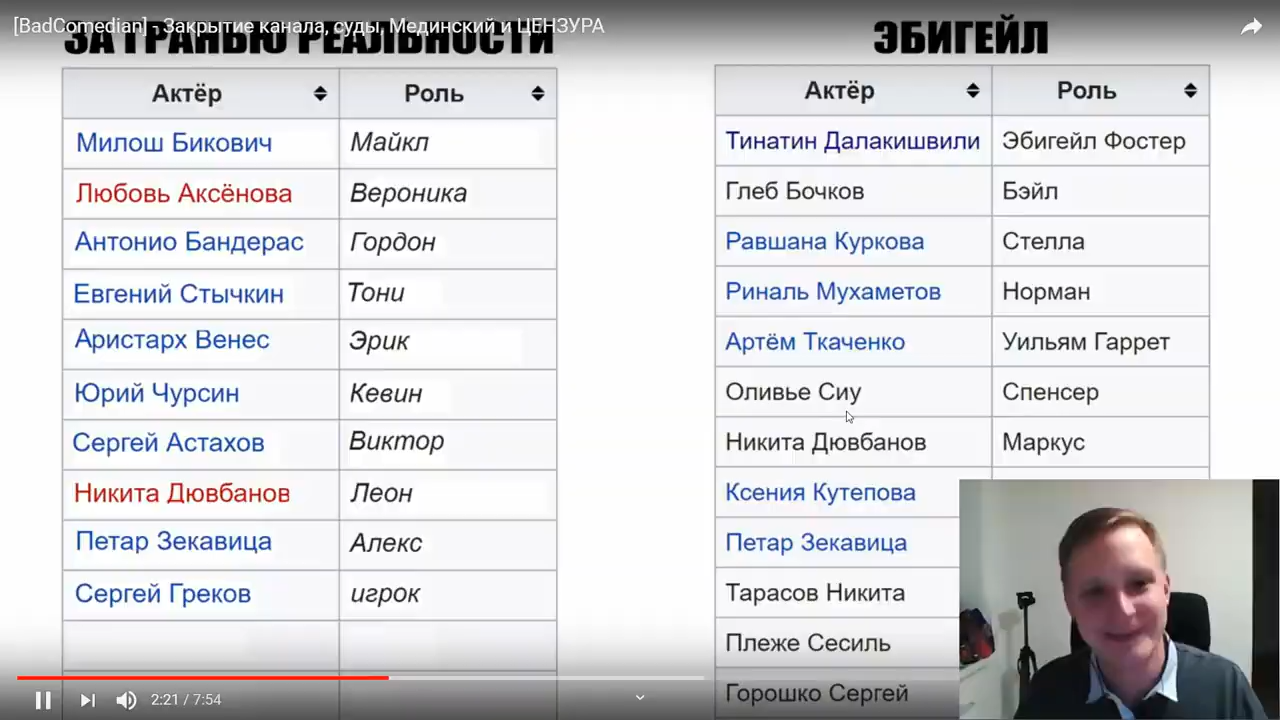 [BadComedian] - Закрытие канала, суды, Мединский и ЦЕНЗУРА
ЗА ГРАНЬЮ РЕАЛЬНОСТИ
Актёр Роль
Милош Бикович Майкл
Любовь Аксёнова Вероника
Антонио Бандерас Гордон
Евгений Стычкин Тони
Аристарх Венес Эрик
Юрий Чурсин Кевин
Сергей Астахов Виктор
Никита Дювбанов Леон
Петар Зекавица Алекс
Сергей Греков игрок
ЭБИГЕЙЛ
Актёр Роль
Тинатин Далакишвили Эбигейл Фостер
Глеб Бочков Бэйл
Равшана Куркова Стелла
Риналь Мухаметов Норман
Артём Ткаченко Уильям Гаррет
Оливье Сиу Спенсер
Никита Дювбанов Маркус
Ксения Кутепова
Петар Зекавица
Тарасов Никита
Плеже Сесиль
Горошко Сергей
2:21 / 7:54